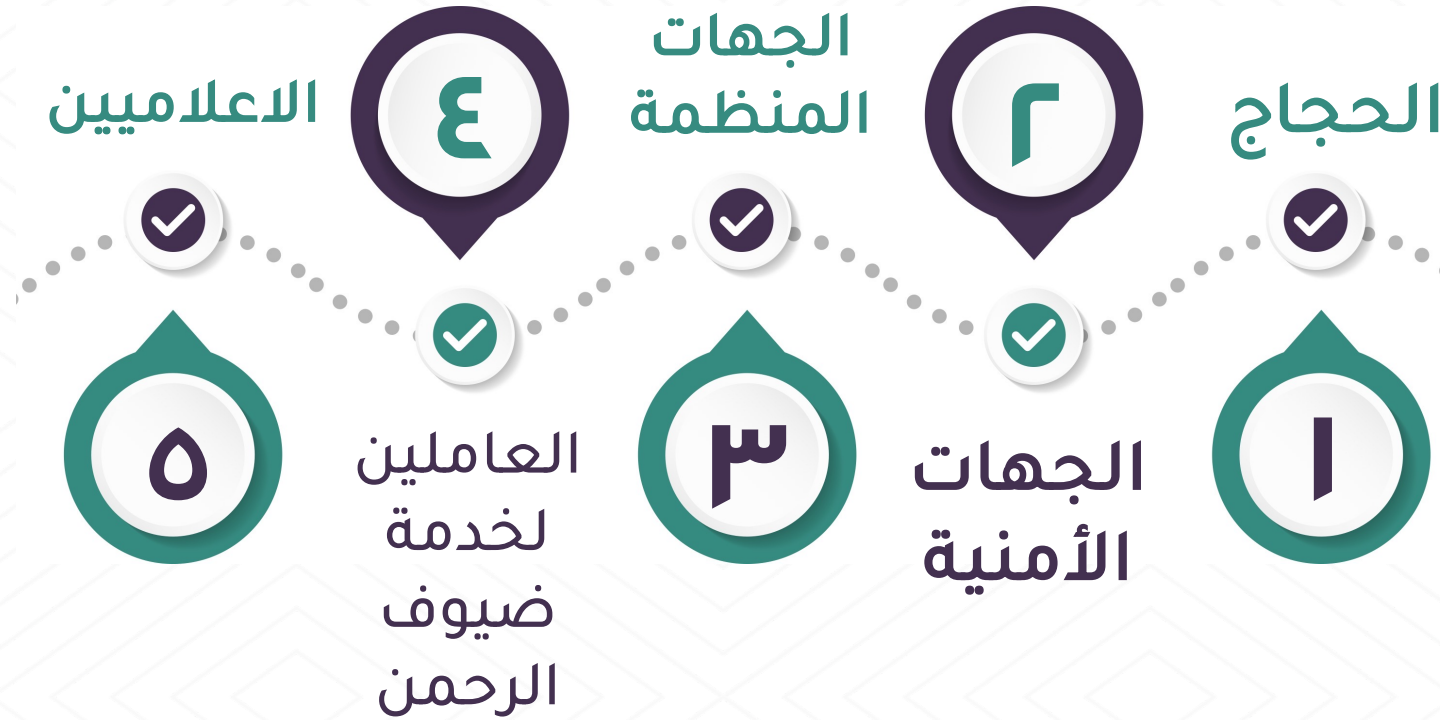 الحجاج
١
٢
الجهات
الأمنية
الجهات
المنظمة
٣
٤
العاملين
لخدمة
ضيوف
الرحمن
الاعلاميين
٥